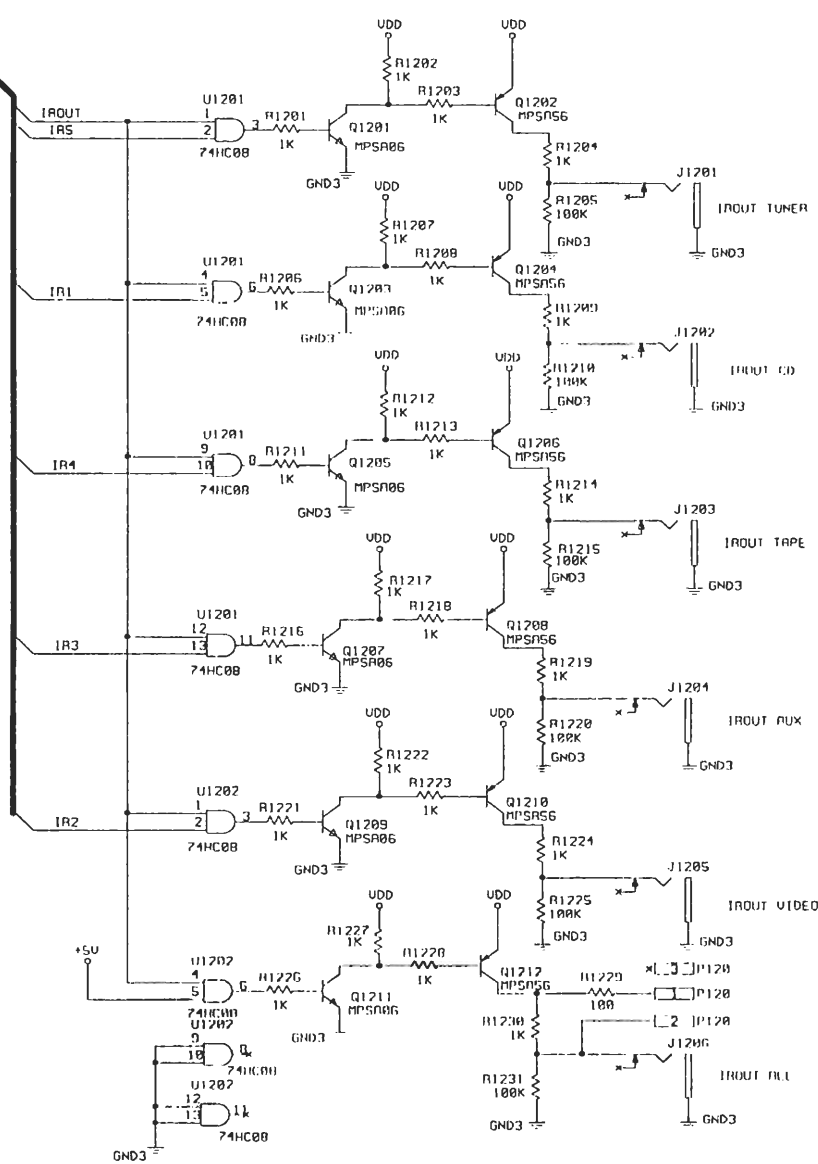 VDD
VDD
R1202
1K
R1203
1K
U1201
IROUT
1
IR5
2
3
R1201
1K
74HC08
Q1201
MPSA06
Q1202
MPSA56
R1204
1K
GND3
J1201
IROUT TUNER
R1205
100K
GND3
GND3
VDD
VDD
R1207
1K
R1208
1K
U1201
4
5
6
R1206
1K
IR1
74HC08
Q1203
MPSA06
Q1204
MPSA56
R1209
1K
GND3
J1202
IROUT CD
R1210
100K
GND3
GND3
VDD
VDD
R1212
1K
R1213
1K
U1201
9
10
8
R1211
1K
IR4
74HC08
Q1205
MPSA06
Q1206
MPSA56
R1214
1K
GND3
J1203
IROUT TAPE
R1215
100K
GND3
GND3
VDD
VDD
R1217
1K
R1218
1K
U1201
12
13
11
R1216
1K
IR3
74HC08
Q1207
MPSA06
Q1208
MPSA56
R1219
1K
GND3
J1204
IROUT AUX
R1220
100K
GND3
GND3
VDD
VDD
R1222
1K
R1223
1K
U1202
1
2
3
R1221
1K
IR2
74HC08
Q1209
MPSA06
Q1210
MPSA56
R1224
1K
GND3
J1205
IROUT VIDEO
R1225
100K
GND3
GND3
VDD
VDD
R1227
1K
R1228
1K
+5V
U1202
4
5
6
R1226
1K
74HC08
Q1211
MPSA06
Q1212
MPSA56
R1229
100
x 3 P120
1 P120
2 P120
GND3
R1230
1K
J1206
IROUT ALL
R1231
100K
GND3
GND3
U1202
9
10
8x
74HC08
U1202
12
13
11x
74HC08
GND3